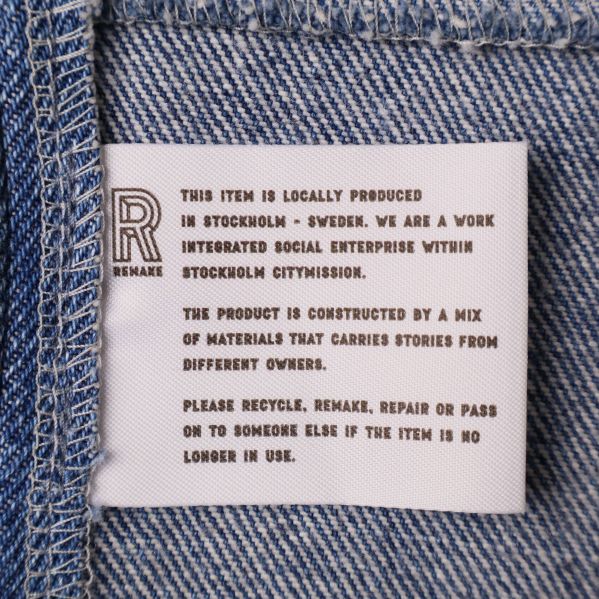 R
REMAKE
THIS ITEM IS LOCALLY PRODUCED
IN STOCKHOLM - SWEDEN. WE ARE A WORK
INTEGRATED SOCIAL ENTERPRISE WITHIN
STOCKHOLM CITYMISSION.
THE PRODUCT IS CONSTRUCTED BY A MIX
OF MATERIALS THAT CARRIES STORIES FROM
DIFFERENT OWNERS.
PLEASE RECYCLE, REMAKE, REPAIR OR PASS
ON TO SOMEONE ELSE IF THE ITEM IS NO
LONGER IN USE.